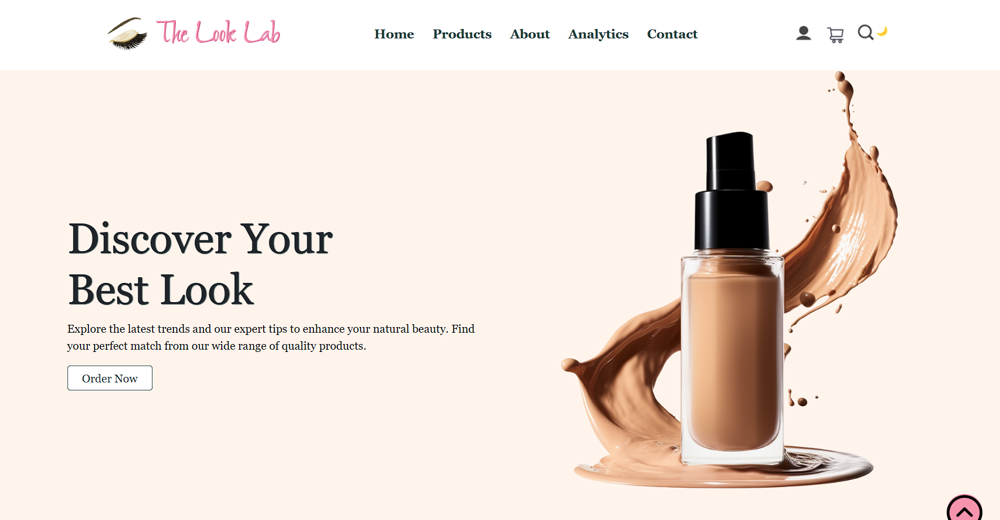 The Look Lab
Home Products About Analytics Contact
Discover Your
Best Look
Explore the latest trends and our expert tips to enhance your natural beauty. Find
your perfect match from our wide range of quality products.
Order Now